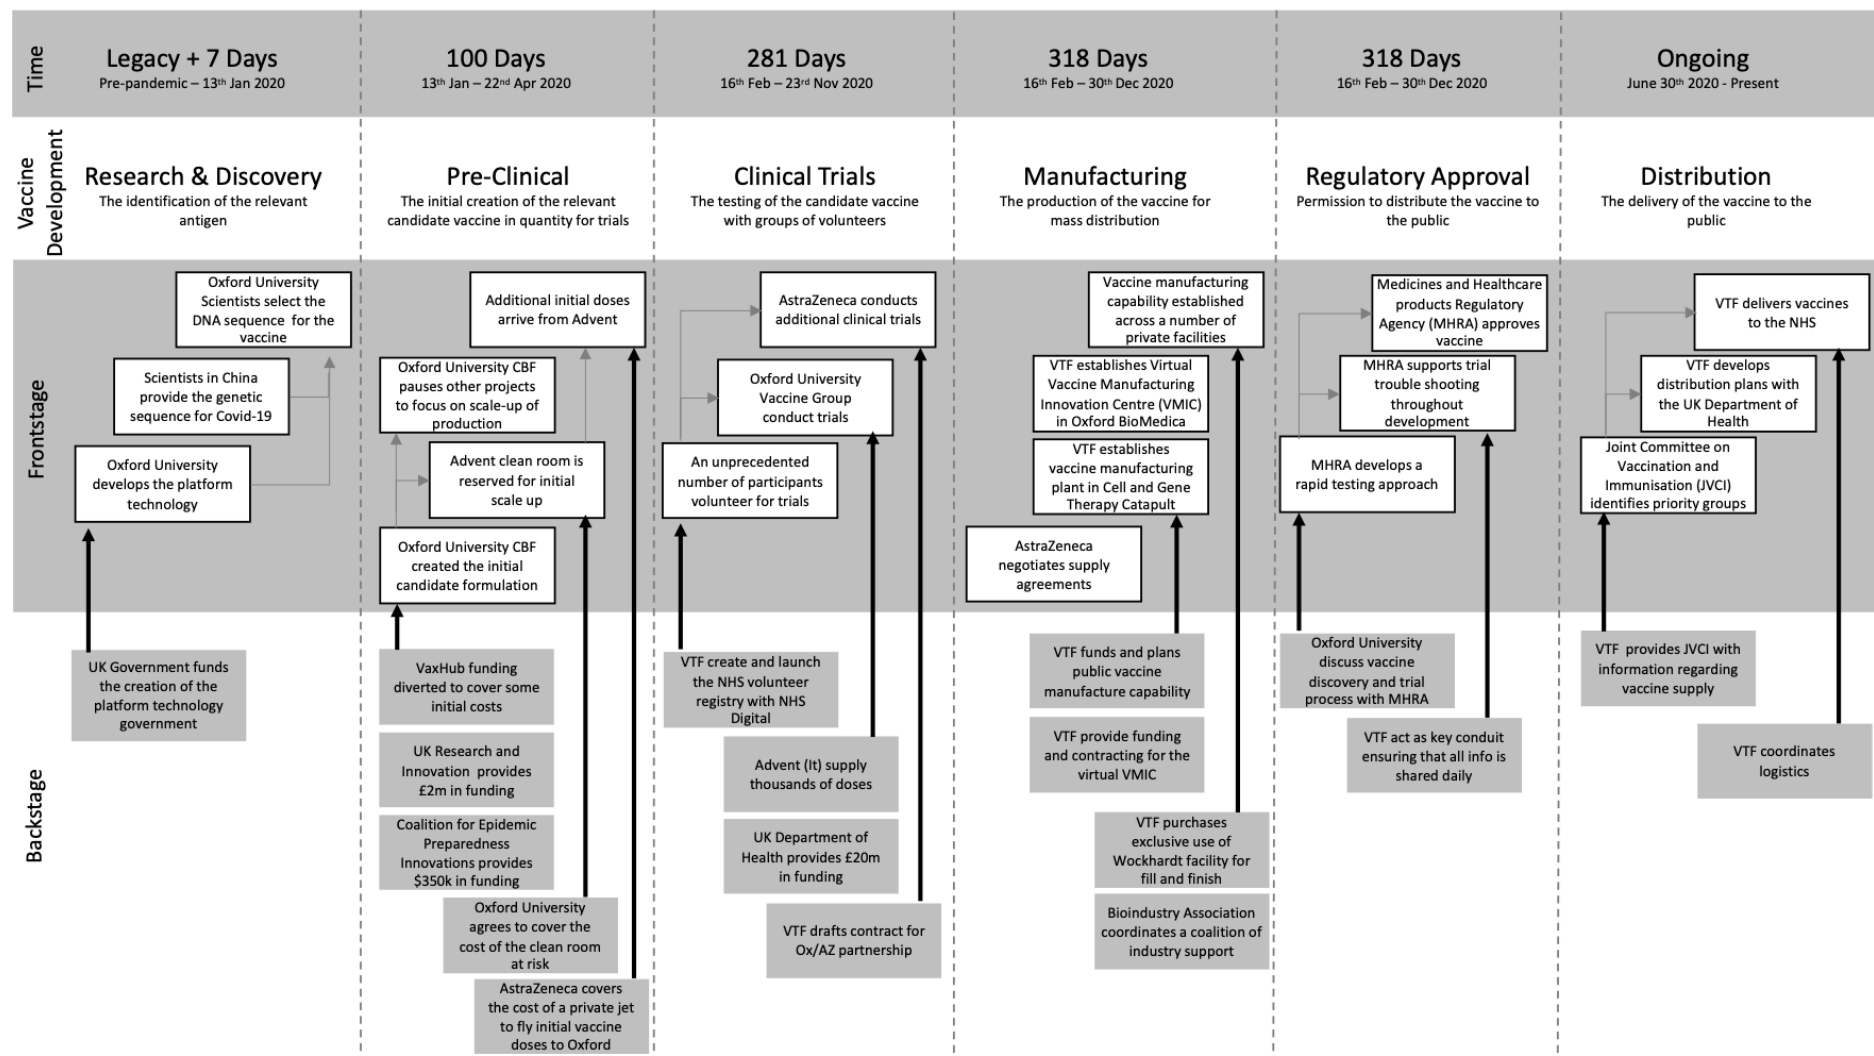 Time
Legacy + 7 Days
Pre-pandemic – 13th Jan 2020
100 Days
13th Jan – 22nd Apr 2020
281 Days
16th Feb – 23rd Nov 2020
318 Days
16th Feb – 30th Dec 2020
318 Days
16th Feb – 30th Dec 2020
Ongoing
June 30th 2020 - Present
Vaccine
Development
Research & Discovery
The identification of the relevant
antigen
Pre-Clinical
The initial creation of the relevant
candidate vaccine in quantity for trials
Clinical Trials
The testing of the candidate vaccine
with groups of volunteers
Manufacturing
The production of the vaccine for
mass distribution
Regulatory Approval
Permission to distribute the vaccine to
the public
Distribution
The delivery of the vaccine to the
public
Frontstage
Oxford University
Scientists select the
DNA sequence for the
vaccine
Scientists in China
provide the genetic
sequence for Covid-19
Oxford University
develops the platform
technology
Additional initial doses
arrive from Advent
Oxford University CBF
pauses other projects
to focus on scale-up of
production
Advent clean room is
reserved for initial
scale up
Oxford University CBF
created the initial
candidate formulation
AstraZeneca conducts
additional clinical trials
Oxford University
Vaccine Group
conduct trials
An unprecedented
number of participants
volunteer for trials
Vaccine manufacturing
capability established
across a number of
private facilities
VTF establishes Virtual
Vaccine Manufacturing
Innovation Centre (VMIC)
in Oxford BioMedica
VTF establishes
vaccine manufacturing
plant in Cell and Gene
Therapy Catapult
AstraZeneca
negotiates supply
agreements
Medicines and Healthcare
products Regulatory
Agency (MHRA) approves
vaccine
MHRA supports trial
trouble shooting
throughout
development
MHRA develops a
rapid testing approach
VTF delivers vaccines
to the NHS
VTF develops
distribution plans with
the UK Department of
Health
Joint Committee on
Vaccination and
Immunisation (JVCI)
identifies priority groups
Backstage
UK Government funds
the creation of the
platform technology
government
VaxHub funding
diverted to cover some
initial costs
UK Research and
Innovation provides
£2m in funding
Coalition for Epidemic
Preparedness
Innovations provides
$350k in funding
Oxford University
agrees to cover the
cost of the clean room
at risk
AstraZeneca covers
the cost of a private jet
to fly initial vaccine
doses to Oxford
VTF create and launch
the NHS volunteer
registry with NHS
Digital
Advent (It) supply
thousands of doses
UK Department of
Health provides £20m
in funding
VTF drafts contract for
Ox/AZ partnership
VTF funds and plans
public vaccine
manufacture capability
VTF provide funding
and contracting for the
virtual VMIC
VTF purchases
exclusive use of
Wockhardt facility for
fill and finish
Bioindustry Association
coordinates a coalition of
industry support
Oxford University
discuss vaccine
discovery and trial
process with MHRA
VTF act as key conduit
ensuring that all info is
shared daily
VTF provides JVCI with
information regarding
vaccine supply
VTF coordinates
logistics